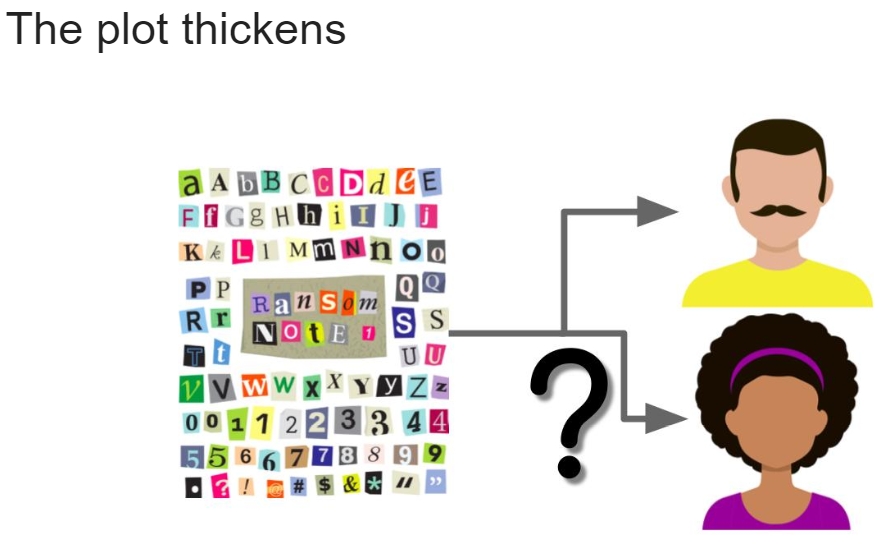 The plot thickens
a A b B C C D d e E
F f G g H h i I J j
K k L l M m N n o o
P P Ransom Q Q
R r Note 1 S S
T t U U
V V W W X X Y y Z z
0 0 1 1 2 2 3 3 4 4
5 5 6 6 7 7 8 8 9 9
. ? ! @ # $ & * " ”
?